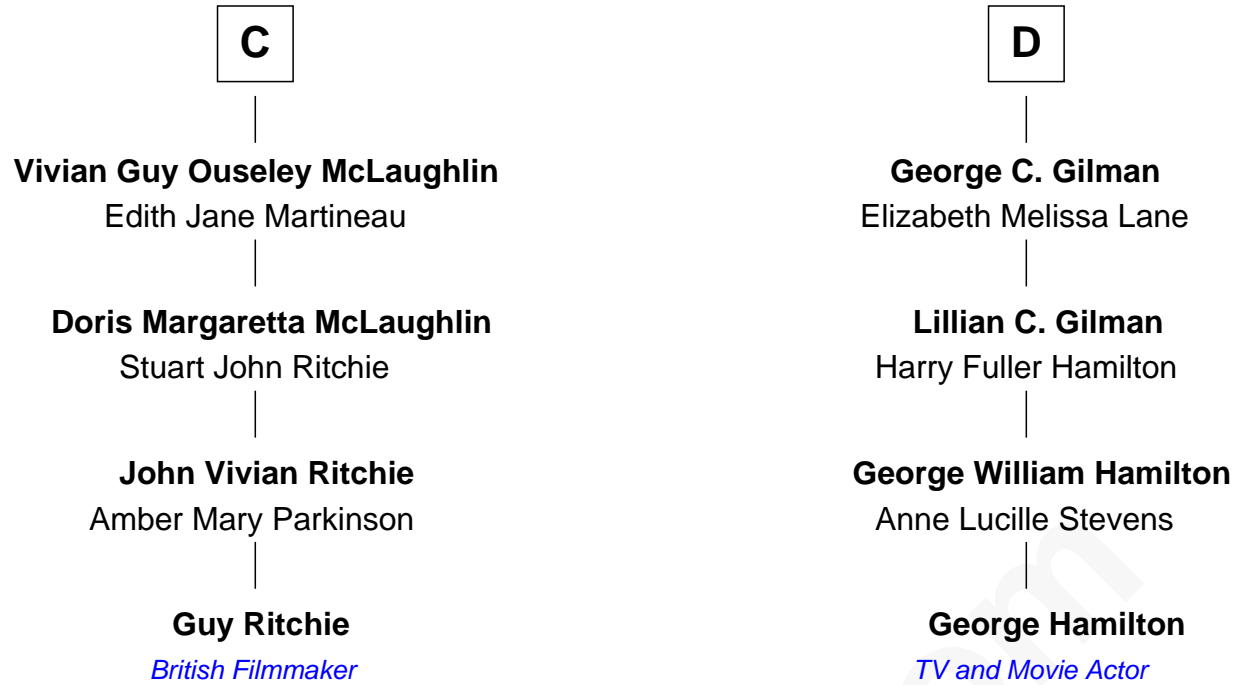 C
Vivian Guy Ouseley McLaughlin
Edith Jane Martineau
Doris Margaretta McLaughlin
Stuart John Ritchie
John Vivian Ritchie
Amber Mary Parkinson
Guy Ritchie
British Filmmaker
D
George C. Gilman
Elizabeth Melissa Lane
Lillian C. Gilman
Harry Fuller Hamilton
George William Hamilton
Anne Lucille Stevens
George Hamilton
TV and Movie Actor